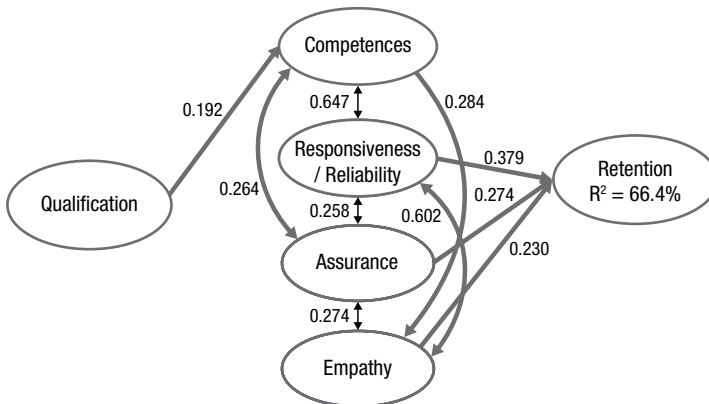 Competences
0.192
0.647
0.284
Responsiveness
/ Reliability
0.379
Retention
R² = 66.4%
Qualification
0.264
0.274
0.258
0.602
0.230
Assurance
0.274
Empathy